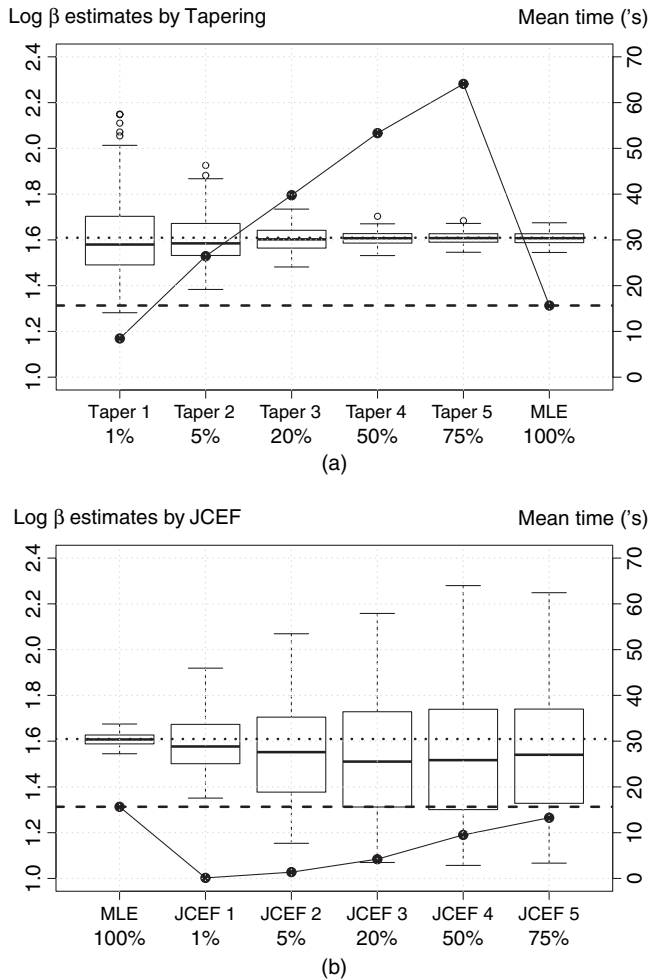 Log β estimates by Tapering Mean time ('s)
2.4 70
2.2 60
2.0 50
1.8 40
1.6 30
1.4 20
1.2 10
1.0 0
Taper 1 Taper 2 Taper 3 Taper 4 Taper 5 MLE
1% 5% 20% 50% 75% 100%
(a)
Log β estimates by JCEF Mean time ('s)
2.4 70
2.2 60
2.0 50
1.8 40
1.6 30
1.4 20
1.2 10
1.0 0
MLE JCEF 1 JCEF 2 JCEF 3 JCEF 4 JCEF 5
100% 1% 5% 20% 50% 75%
(b)